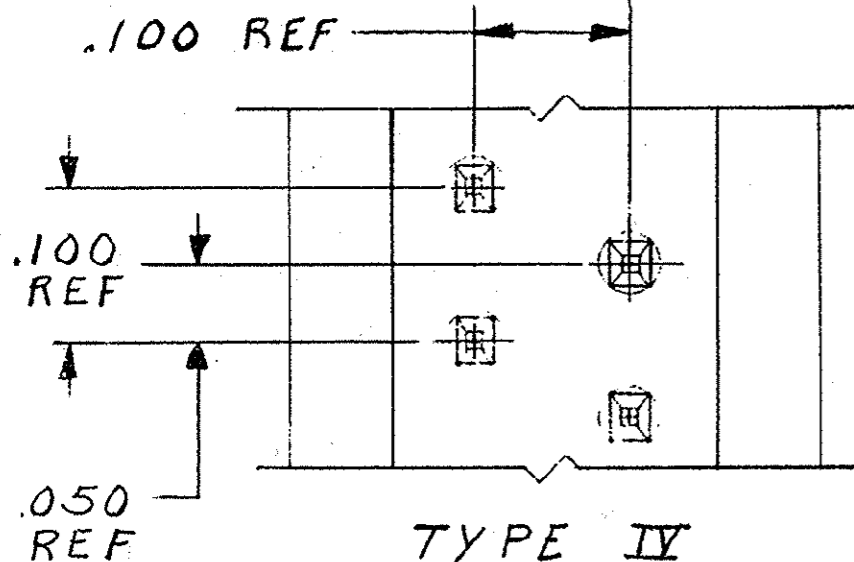 .100 REF
.100
REF
.050
REF
TYPE IV